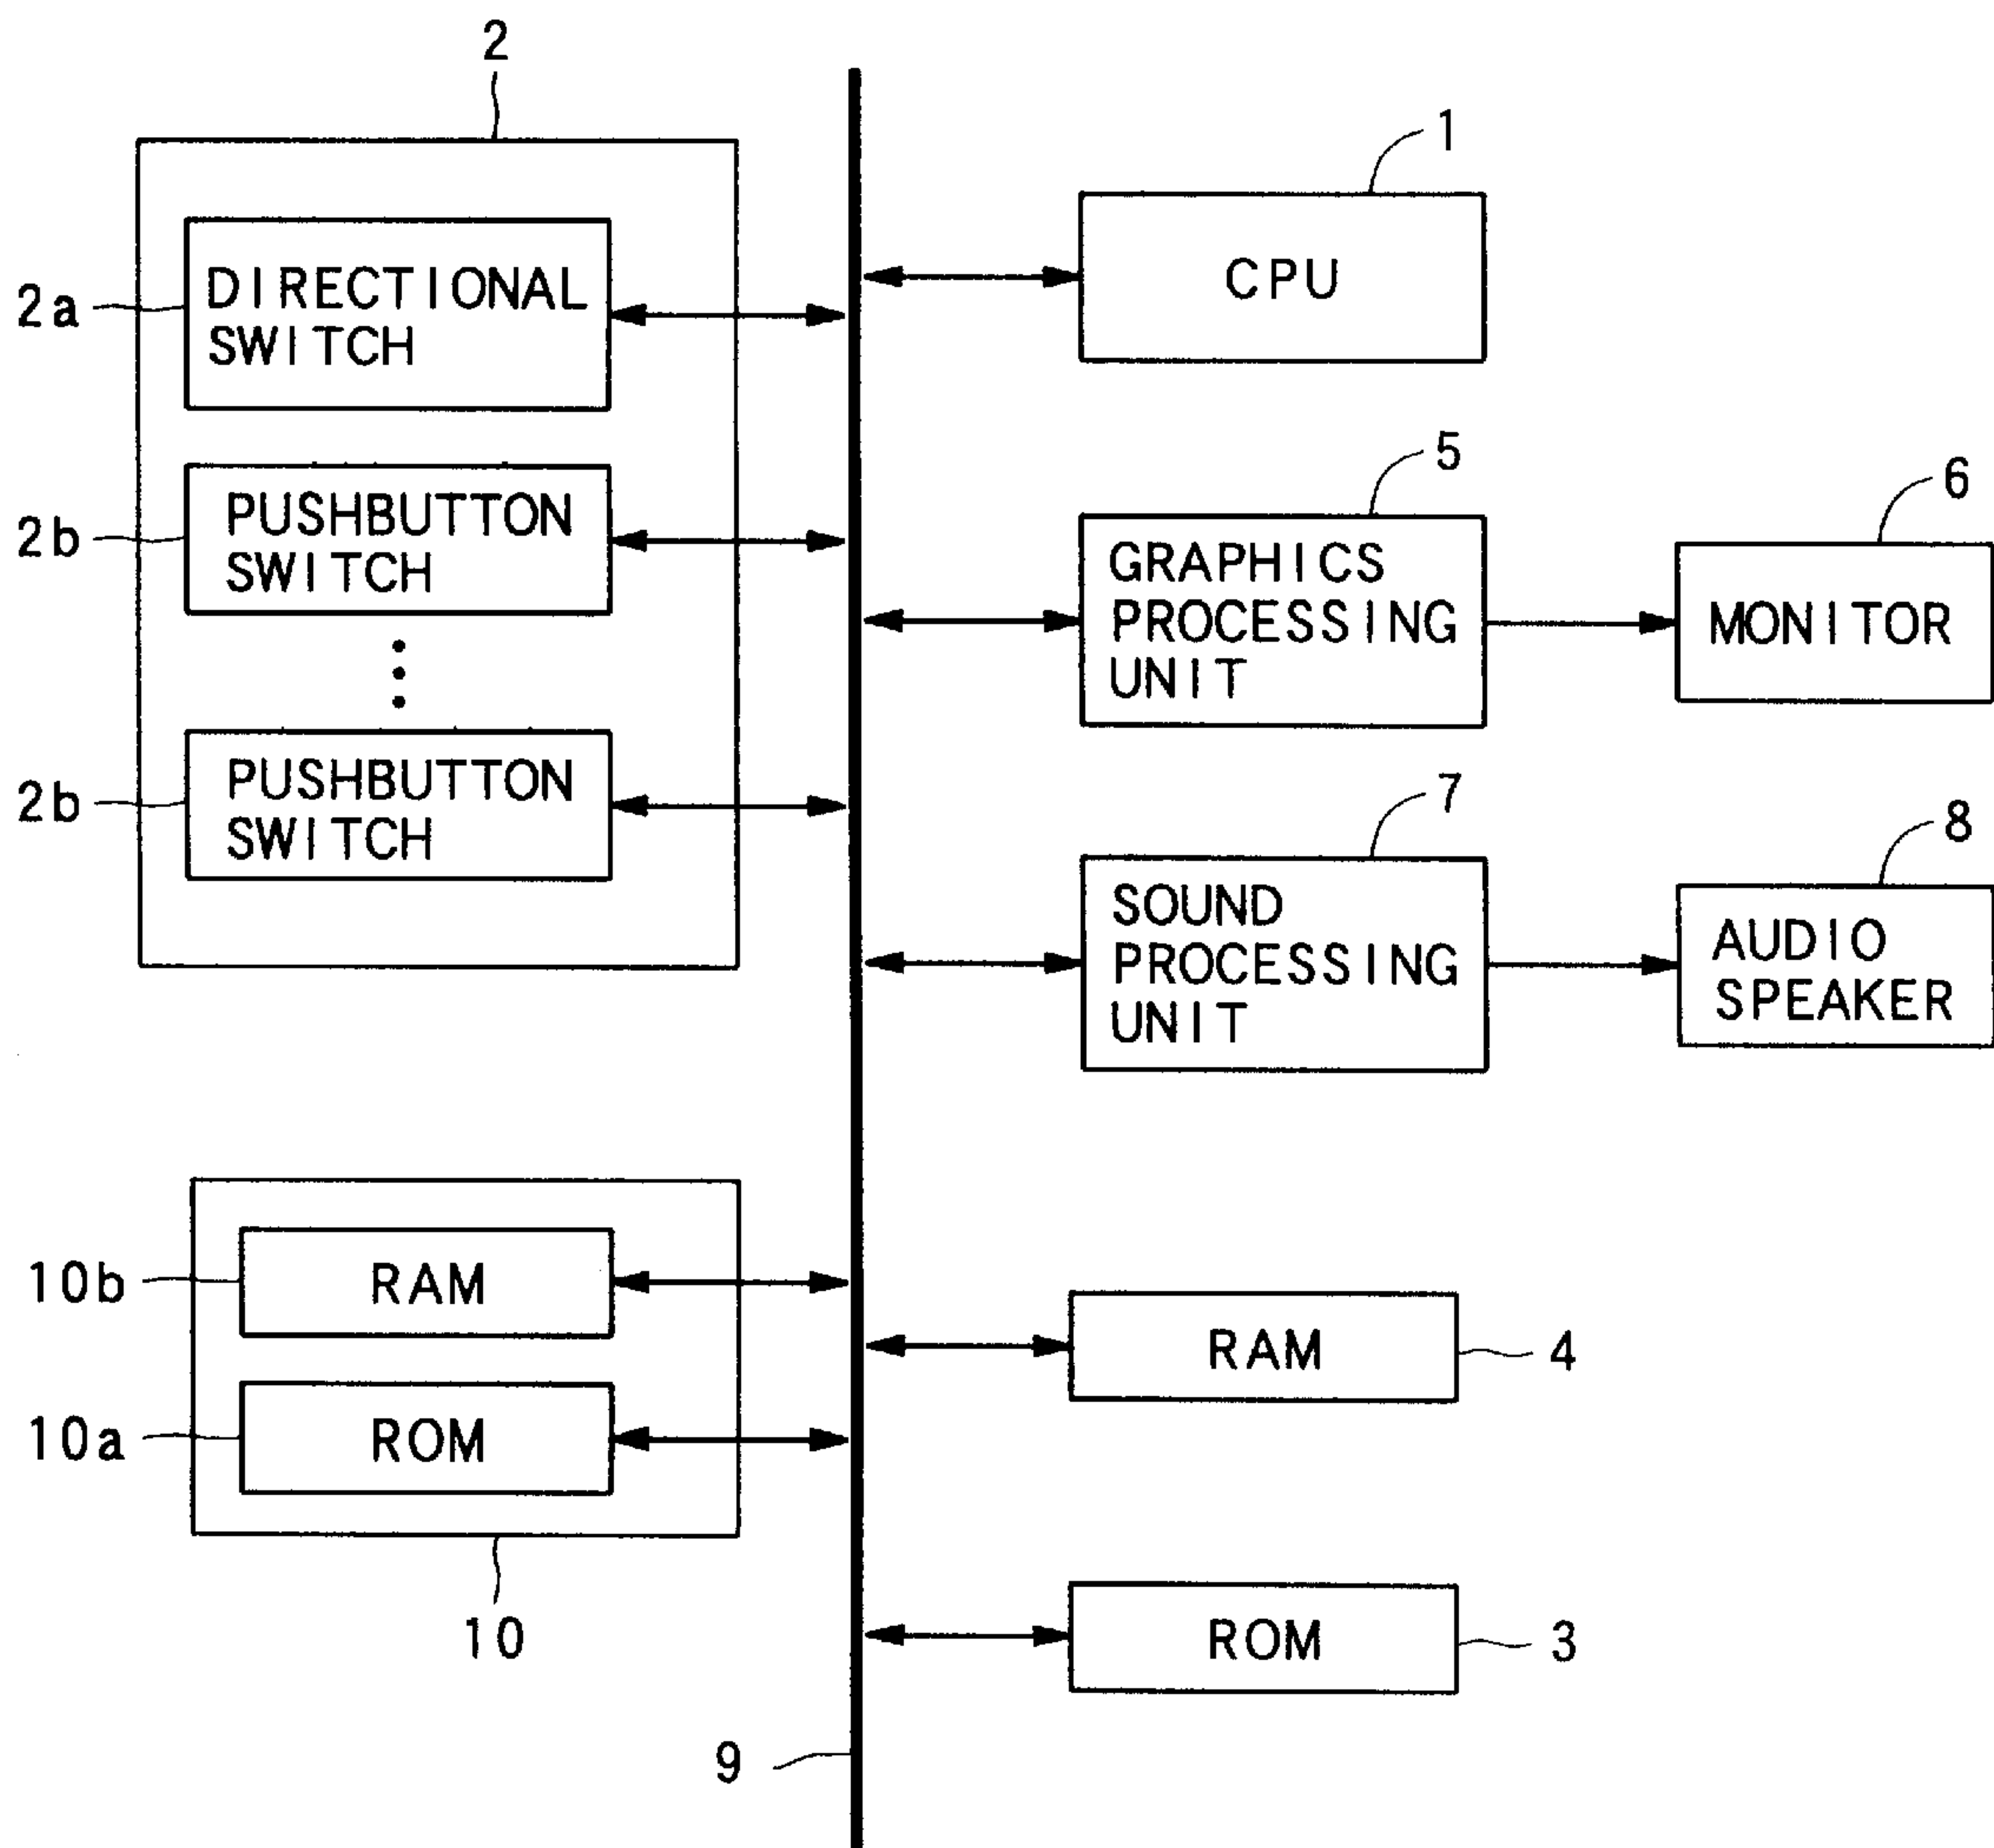 2
2a
DIRECTIONAL
SWITCH
2b
PUSHBUTTON
SWITCH
2b
PUSHBUTTON
SWITCH
1
CPU
5
GRAPHICS
PROCESSING
UNIT
6
MONITOR
7
SOUND
PROCESSING
UNIT
8
AUDIO
SPEAKER
10b
RAM
10a
ROM
10
RAM
4
ROM
3
9